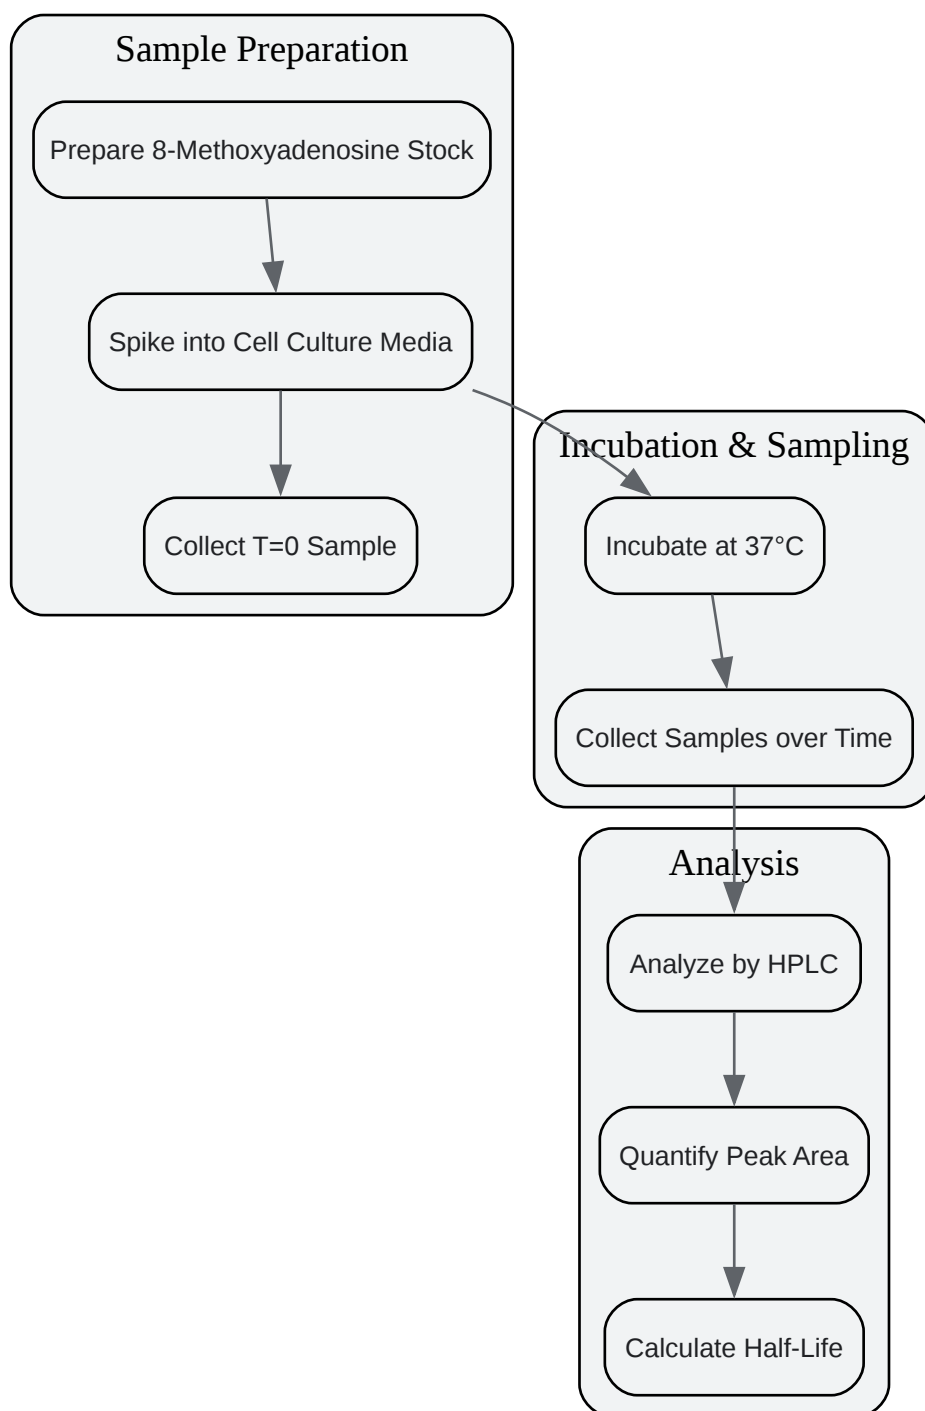 Sample Preparation
Prepare 8-Methoxyadenosine Stock
Spike into Cell Culture Media
Collect T=0 Sample
Incubation & Sampling
Incubate at 37°C
Collect Samples over Time
Analysis
Analyze by HPLC
Quantify Peak Area
Calculate Half-Life